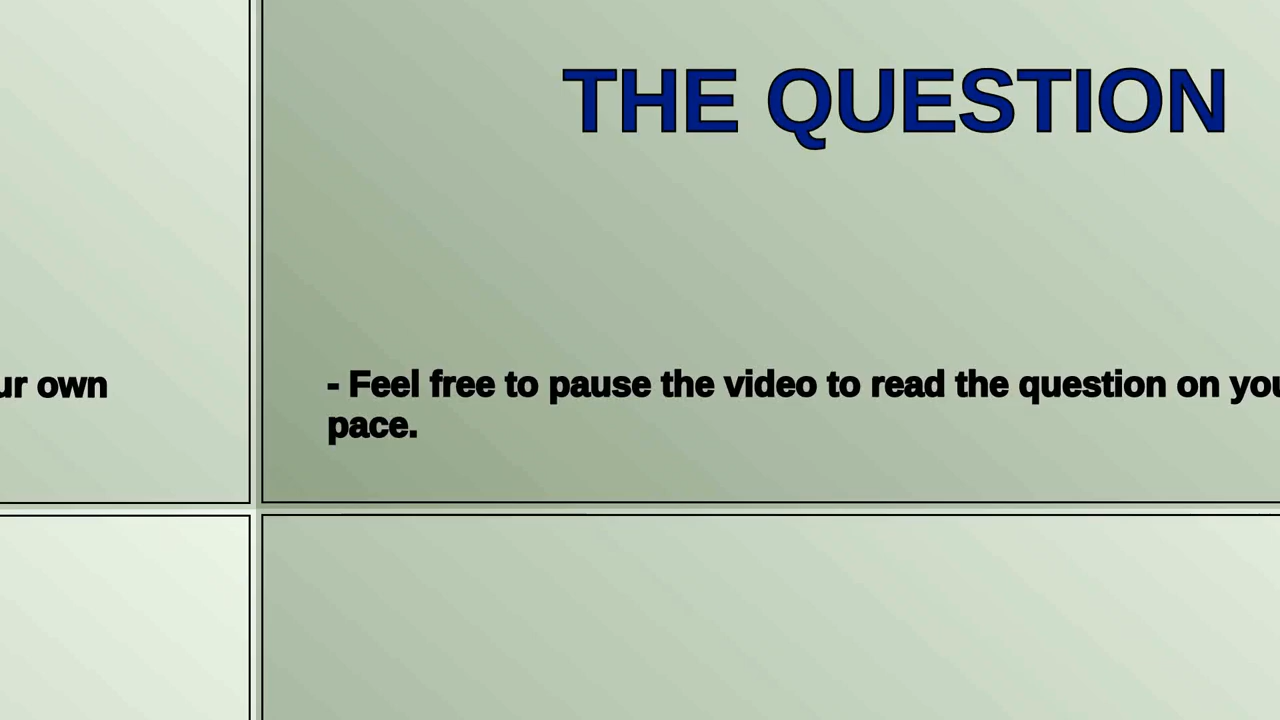 THE QUESTION
ur own
- Feel free to pause the video to read the question on you
pace.